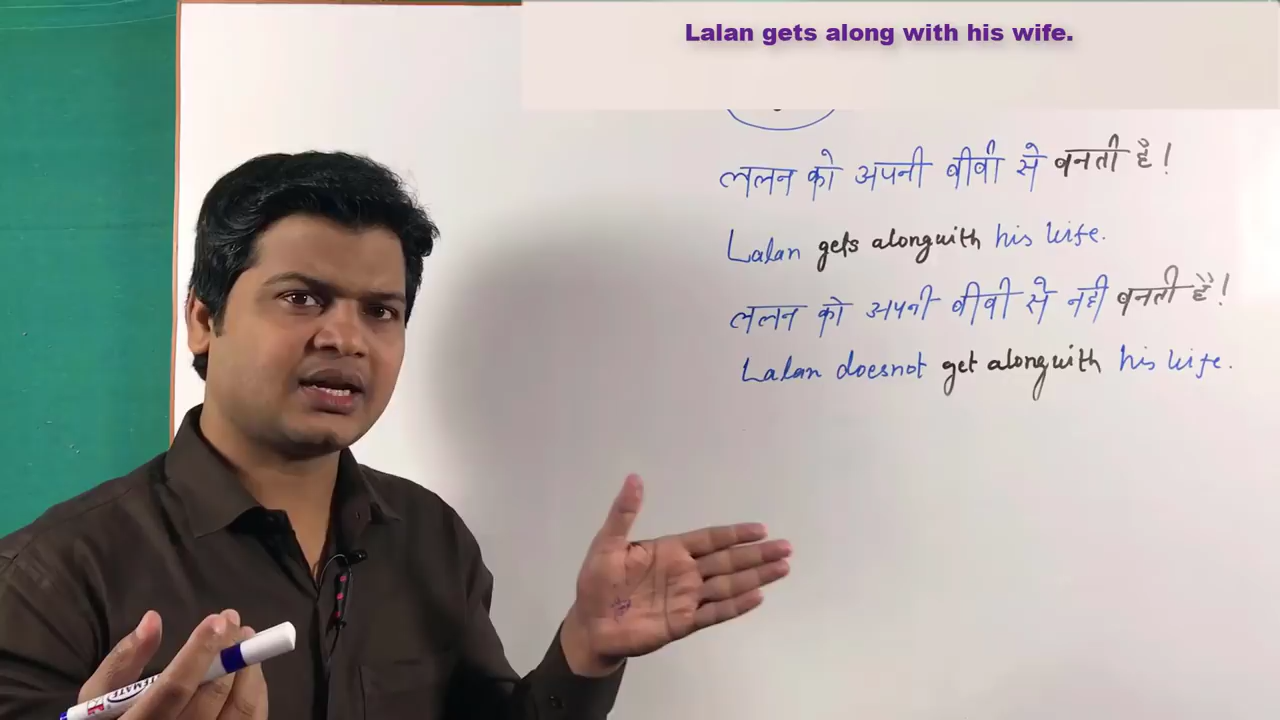 Lalan gets along with his wife.
ललन को अपनी बीवी से बनती है!
Lalan gets alongwith his wife.
ललन को अपनी बीवी से नही बनती है!
Lalan doesnot get alongwith his wife.